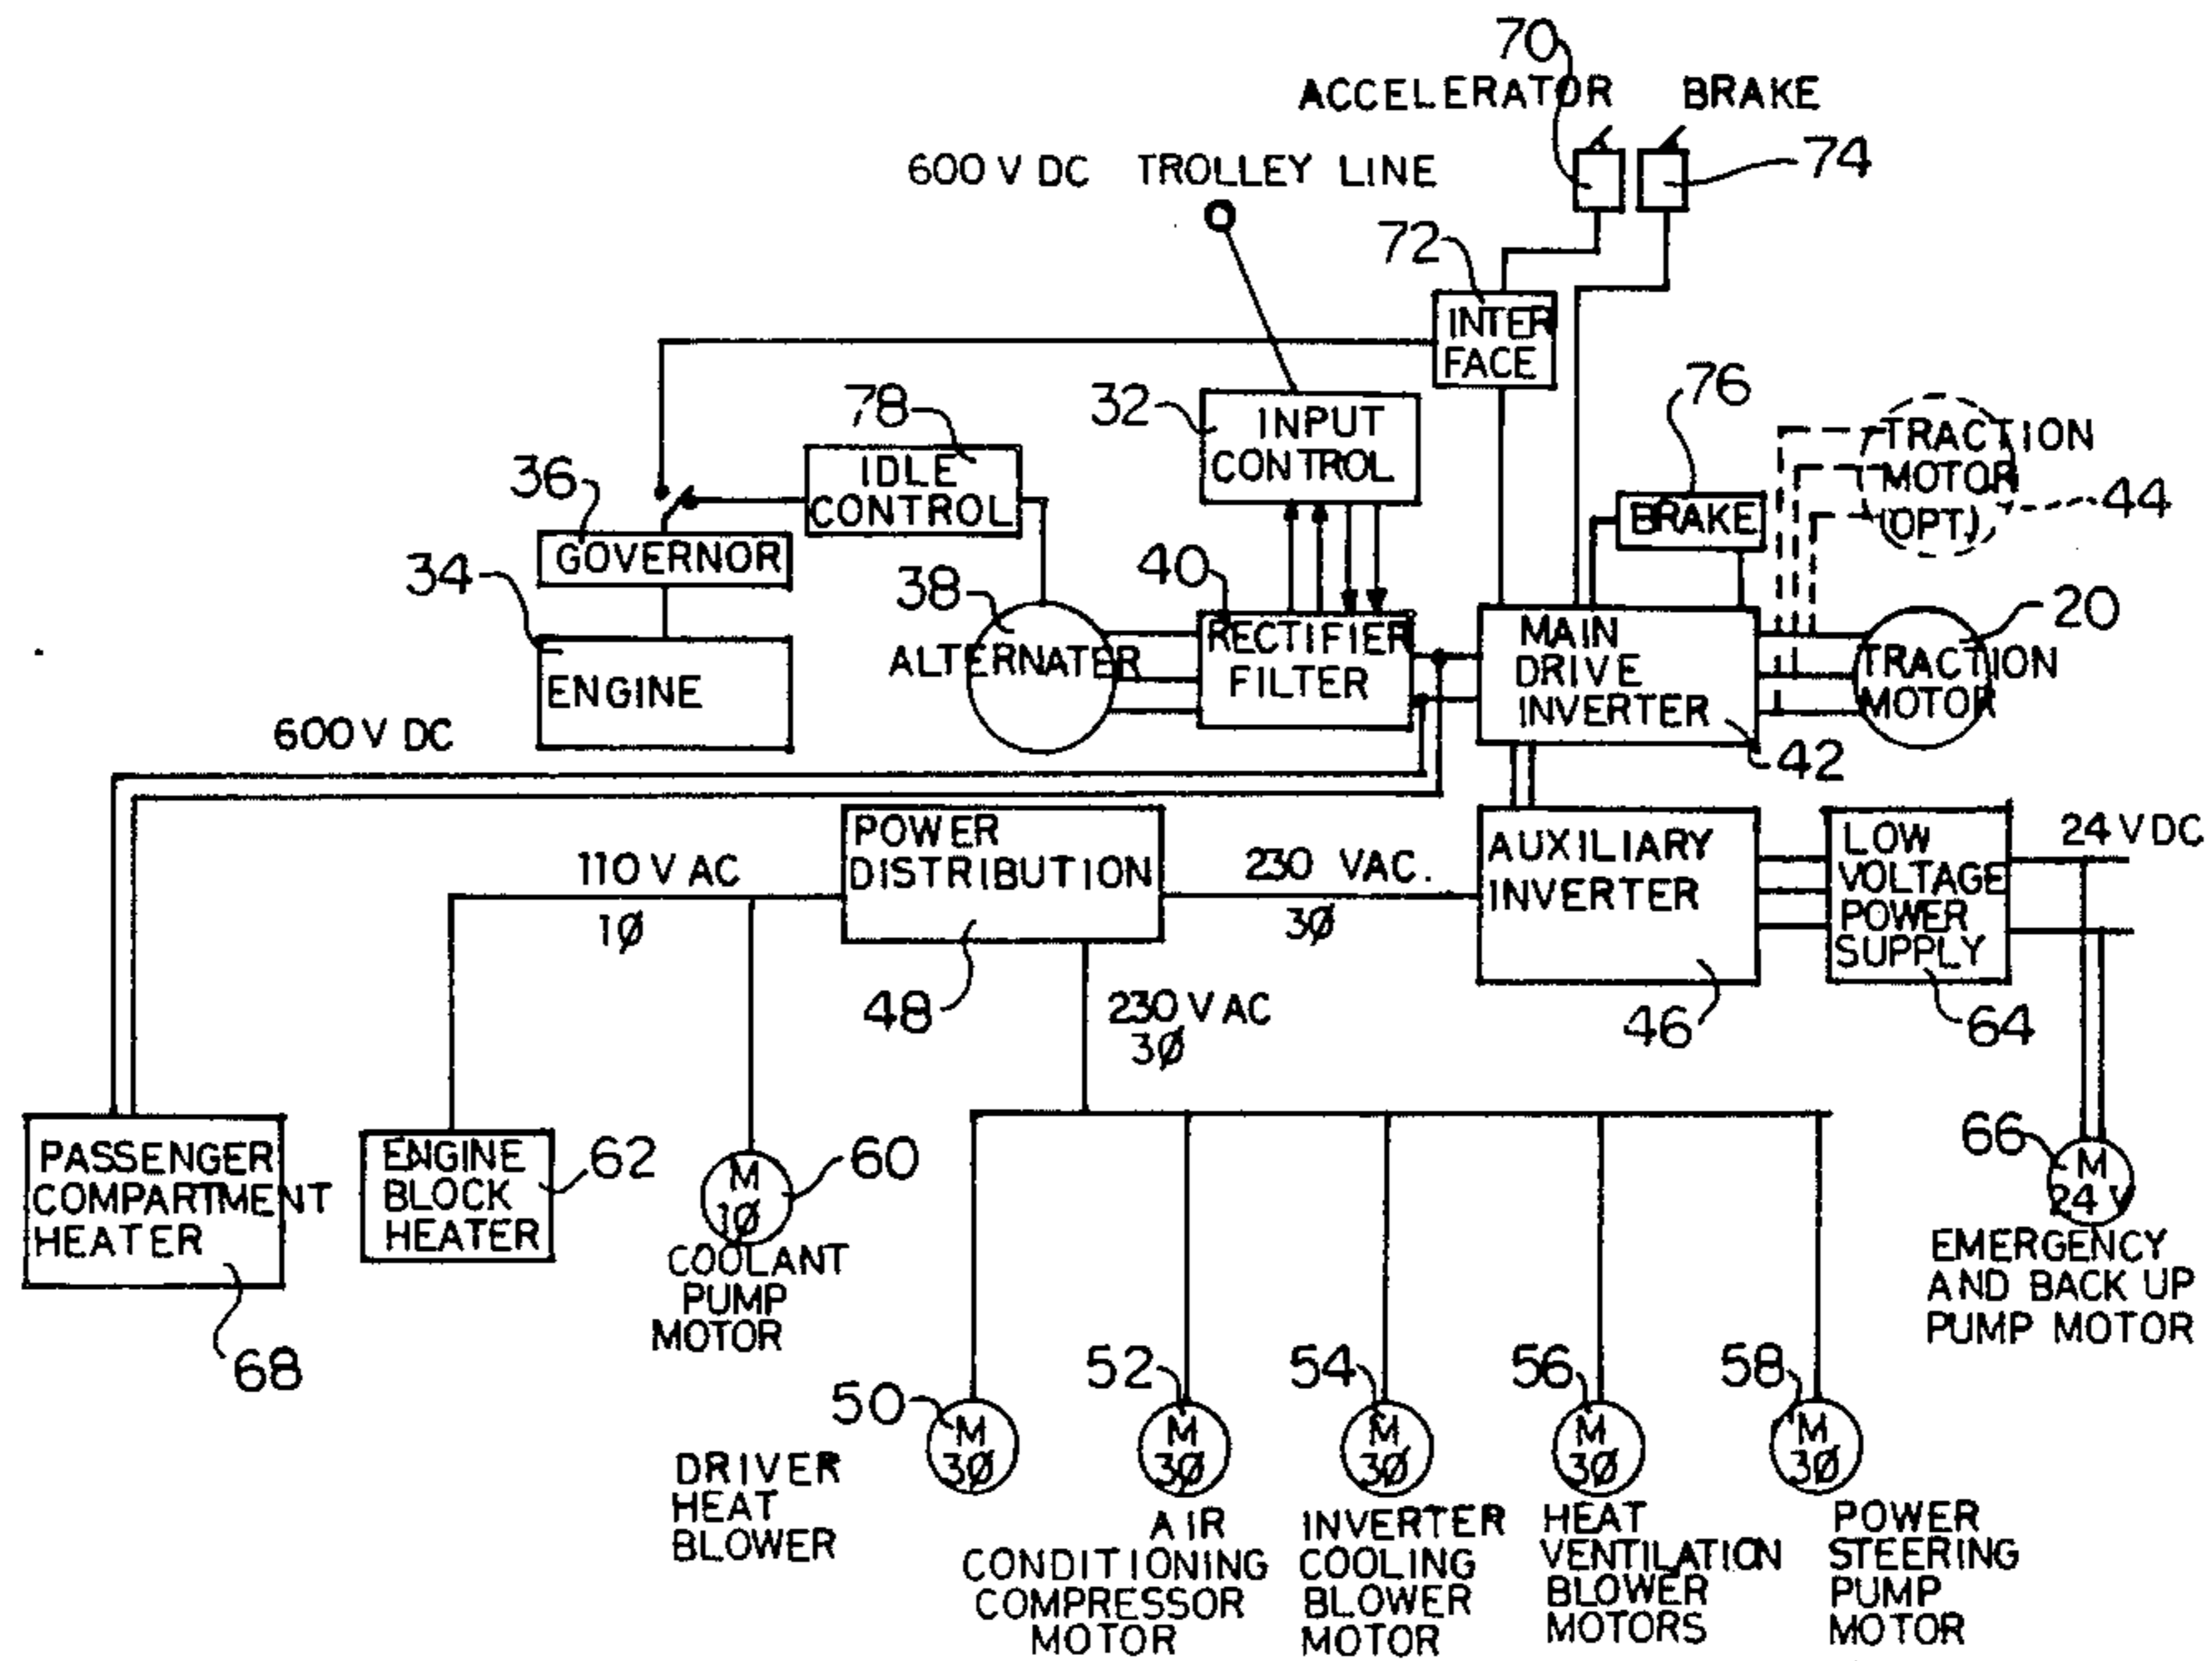 70
ACCELERATOR BRAKE
600 V DC TROLLEY LINE
74
72
INTER
FACE
76
32
INPUT
CONTROL
78
IDLE
CONTROL
TRACTION
MOTOR
(OPT.)
44
36
GOVERNOR
BRAKE
34
ENGINE
38
ALTERNATER
40
RECTIFIER
FILTER
MAIN
DRIVE
INVERTER
42
20
TRACTION
MOTOR
600 V DC
POWER
DISTRIBUTION
48
110 V AC
1Ø
230 VAC.
3Ø
AUXILIARY
INVERTER
46
LOW
VOLTAGE
POWER
SUPPLY
64
24 VDC
230 V AC
3Ø
PASSENGER
COMPARTMENT
HEATER
68
ENGINE
BLOCK
HEATER
62
M
1Ø
60
COOLANT
PUMP
MOTOR
66
M
24 V
EMERGENCY
AND BACK UP
PUMP MOTOR
50
M
3Ø
DRIVER
HEAT
BLOWER
52
M
3Ø
AIR
CONDITIONING
COMPRESSOR
MOTOR
54
M
3Ø
INVERTER
COOLING
BLOWER
MOTOR
56
M
3Ø
HEAT
VENTILATION
BLOWER
MOTORS
58
M
3Ø
POWER
STEERING
PUMP
MOTOR